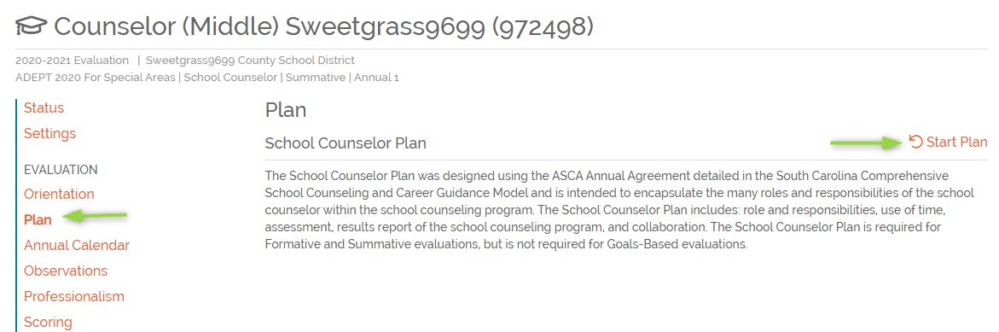 Counselor (Middle) Sweetgrass9699 (972498)
2020-2021 Evaluation | Sweetgrass9699 County School District
ADEPT 2020 For Special Areas | School Counselor | Summative | Annual 1
Status
Settings
EVALUATION
Orientation
Plan
Annual Calendar
Observations
Professionalism
Scoring
Plan
School Counselor Plan
Start Plan
The School Counselor Plan was designed using the ASCA Annual Agreement detailed in the South Carolina Comprehensive
School Counseling and Career Guidance Model and is intended to encapsulate the many roles and responsibilities of the school
counselor within the school counseling program. The School Counselor Plan includes: role and responsibilities, use of time,
assessment, results report of the school counseling program, and collaboration. The School Counselor Plan is required for
Formative and Summative evaluations, but is not required for Goals-Based evaluations.